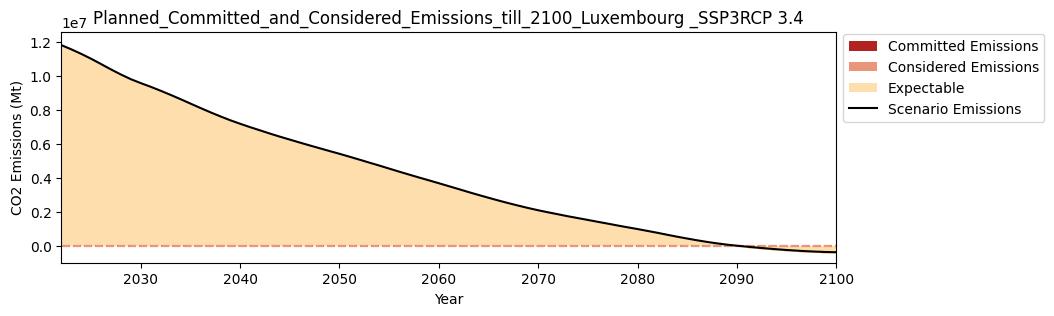 Planned_Committed_and_Considered_Emissions_till_2100_Luxembourg _SSP3RCP 3.4
1e7
1.2
1.0
0.8
0.6
0.4
0.2
0.0
CO2 Emissions (Mt)
2030 2040 2050 2060 2070 2080 2090 2100
Year
Committed Emissions
Considered Emissions
Expectable
Scenario Emissions